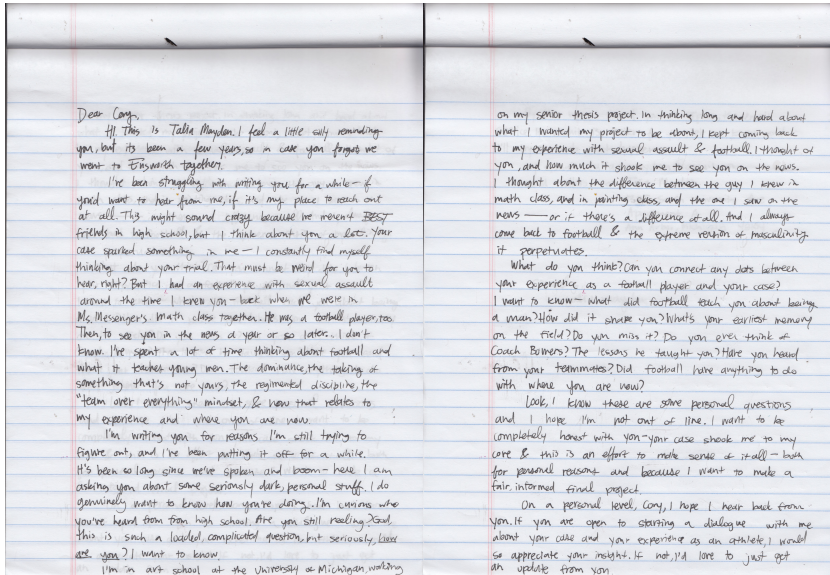 Dear Cory,
Hi. This is Talia Mayden. I feel a little silly reminding
you, but its been a few years, so in case you forgot we
went to Ensworth together.
I've been struggling with writing you for a while – if
you'd want to hear from me, if it's my place to reach out
at all. This might sound crazy because we weren't BEST
friends in high school, but I think about you a lot. Your
case sparked something in me – I constantly find myself
thinking about your trial. That must be weird for you to
hear, right? But I had an experience with sexual assault
around the time I knew you – back when we were in
Ms. Messenger's math class together. He was a football player, too
Then, to see you in the news a year or so later... I don't
know. I've spent a lot of time thinking about football and
what it teaches young men. The dominance, the taking of
something that's not yours, the regimented discipline, the
"team over everything" mindset, & how that relates to
my experience and where you are now.
I'm writing you for reasons I'm still trying to
figure out, and I've been putting it off for a while.
It's been so long since we've spoken and boom – here I am
asking you about some seriously dark, personal stuff. I do
genuinely want to know how you're doing. I'm curious who
you've heard from from high school. Are you still reeling? God,
this is such a loaded, complicated question, but seriously, how
are you? I want to know.
I'm in art school at the University of Michigan, working
on my senior thesis project. In thinking long and hard about
what I wanted my project to be about, I kept coming back
to my experience with sexual assault & football. I thought of
you, and how much it shook me to see you on the news.
I thought about the difference between the guy I knew in
math class, and in painting class, and the one I saw on the
news — or if there's a difference at all. And I always
come back to football & the extreme version of masculinity
it perpetuates.
What do you think? Can you connect any dots between
your experience as a football player and your case?
I want to know – what did football teach you about being
a man? How did it shape you? What's your earliest memory
on the field? Do you miss it? Do you ever think of
Coach Bowers? The lessons he taught you? Have you heard
from your teammates? Did football have anything to do
with where you are now?
Look, I know these are some personal questions
and I hope I'm not out of line. I want to be
completely honest with you – your case shook me to my
core & this is an effort to make sense of it all – both
for personal reasons and because I want to make a
fair, informed final project.
On a personal level, Cory, I hope I hear back from
you. If you are open to starting a dialogue with me
about your case and your experience as an athlete, I would
so appreciate your insight. If not, I'd love to just get
an update from you